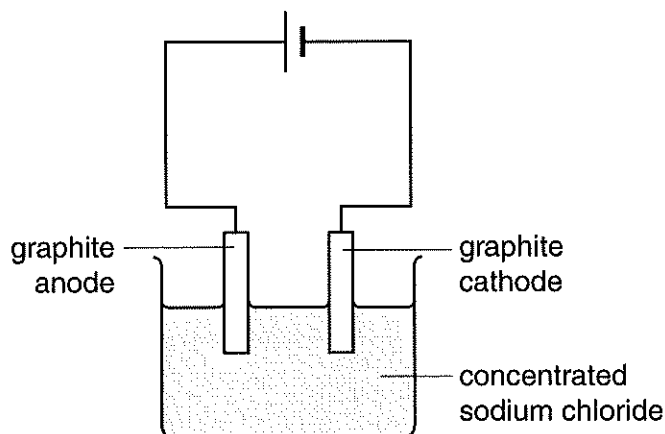 graphite
anode
graphite
cathode
concentrated
sodium chloride